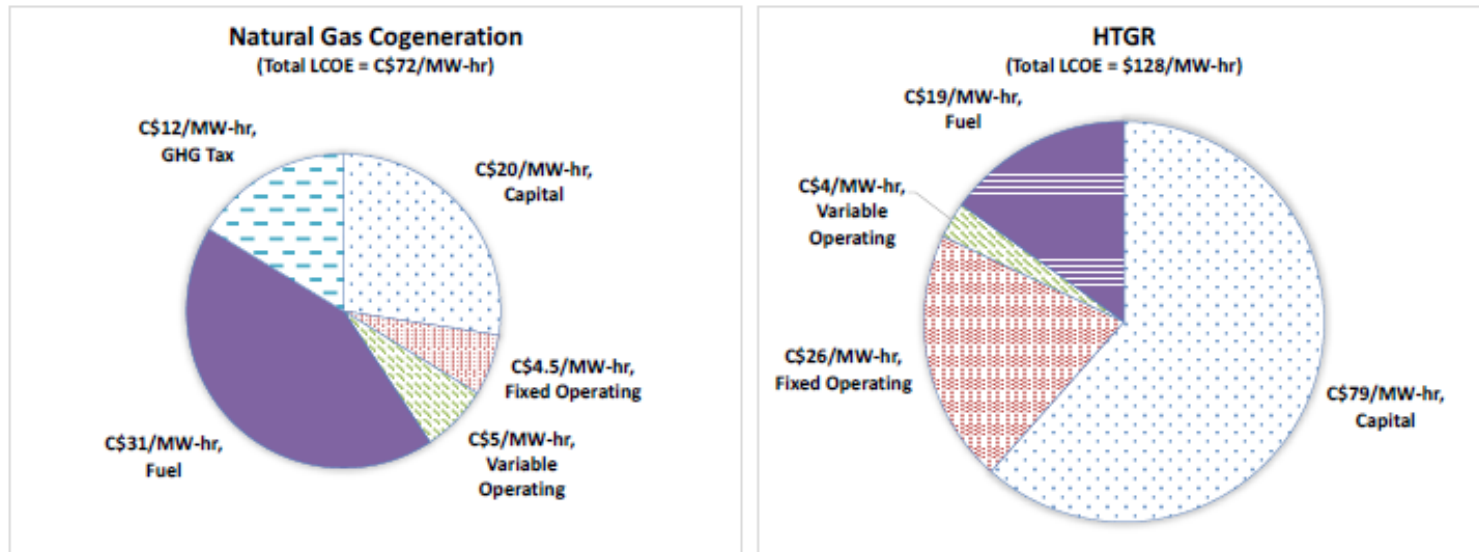 Natural Gas Cogeneration
(Total LCOE = C$72/MW-hr)
C$12/MW-hr,
GHG Tax
C$20/MW-hr,
Capital
C$4.5/MW-hr,
Fixed Operating
C$5/MW-hr,
Variable
Operating
C$31/MW-hr,
Fuel
HTGR
(Total LCOE = $128/MW-hr)
C$19/MW-hr,
Fuel
C$4/MW-hr,
Variable
Operating
C$26/MW-hr,
Fixed Operating
C$79/MW-hr,
Capital